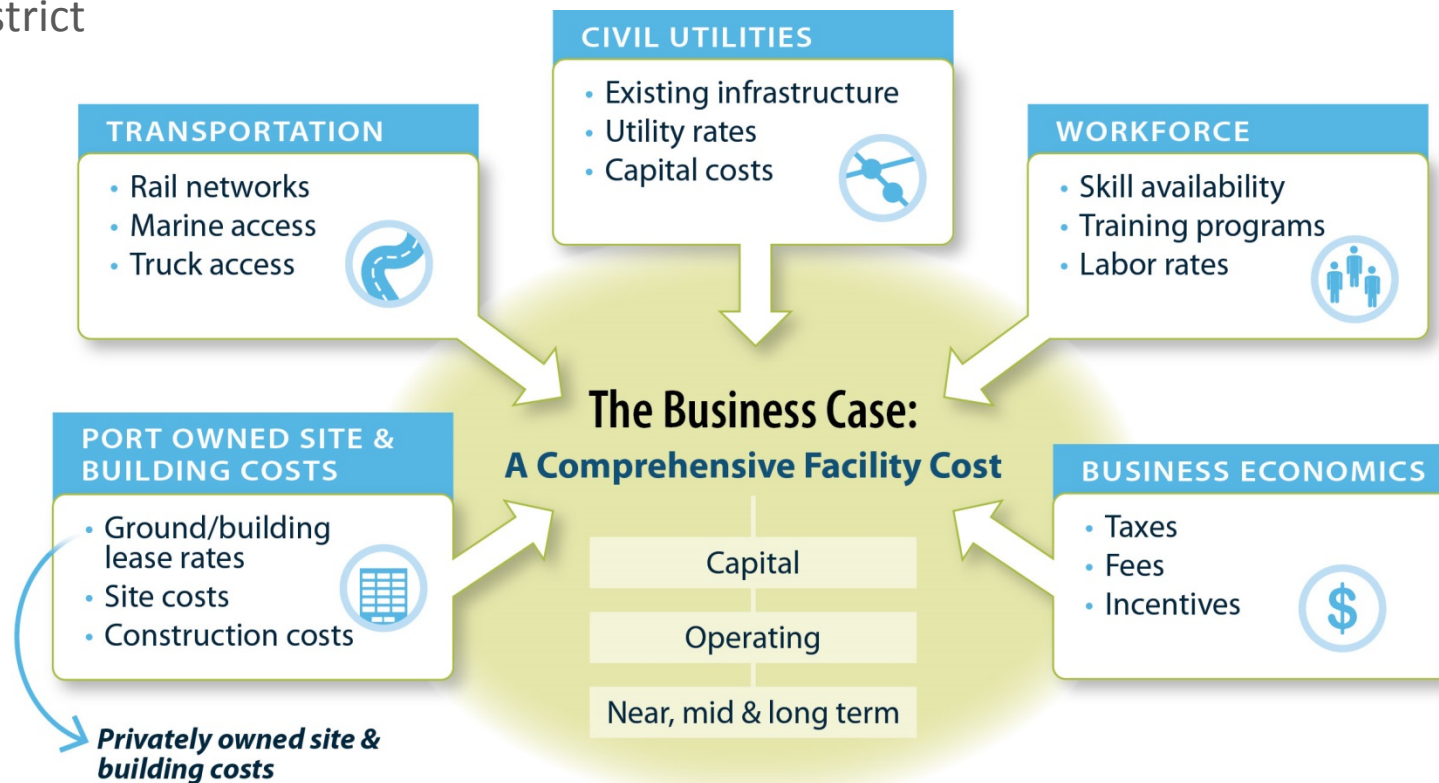 CIVIL UTILITIES
• Existing infrastructure
• Utility rates
• Capital costs
TRANSPORTATION
• Rail networks
• Marine access
• Truck access
WORKFORCE
• Skill availability
• Training programs
• Labor rates
The Business Case:
A Comprehensive Facility Cost
Capital
Operating
Near, mid & long term
PORT OWNED SITE &
BUILDING COSTS
• Ground/building
lease rates
• Site costs
• Construction costs
Privately owned site &
building costs
BUSINESS ECONOMICS
• Taxes
• Fees
• Incentives
$